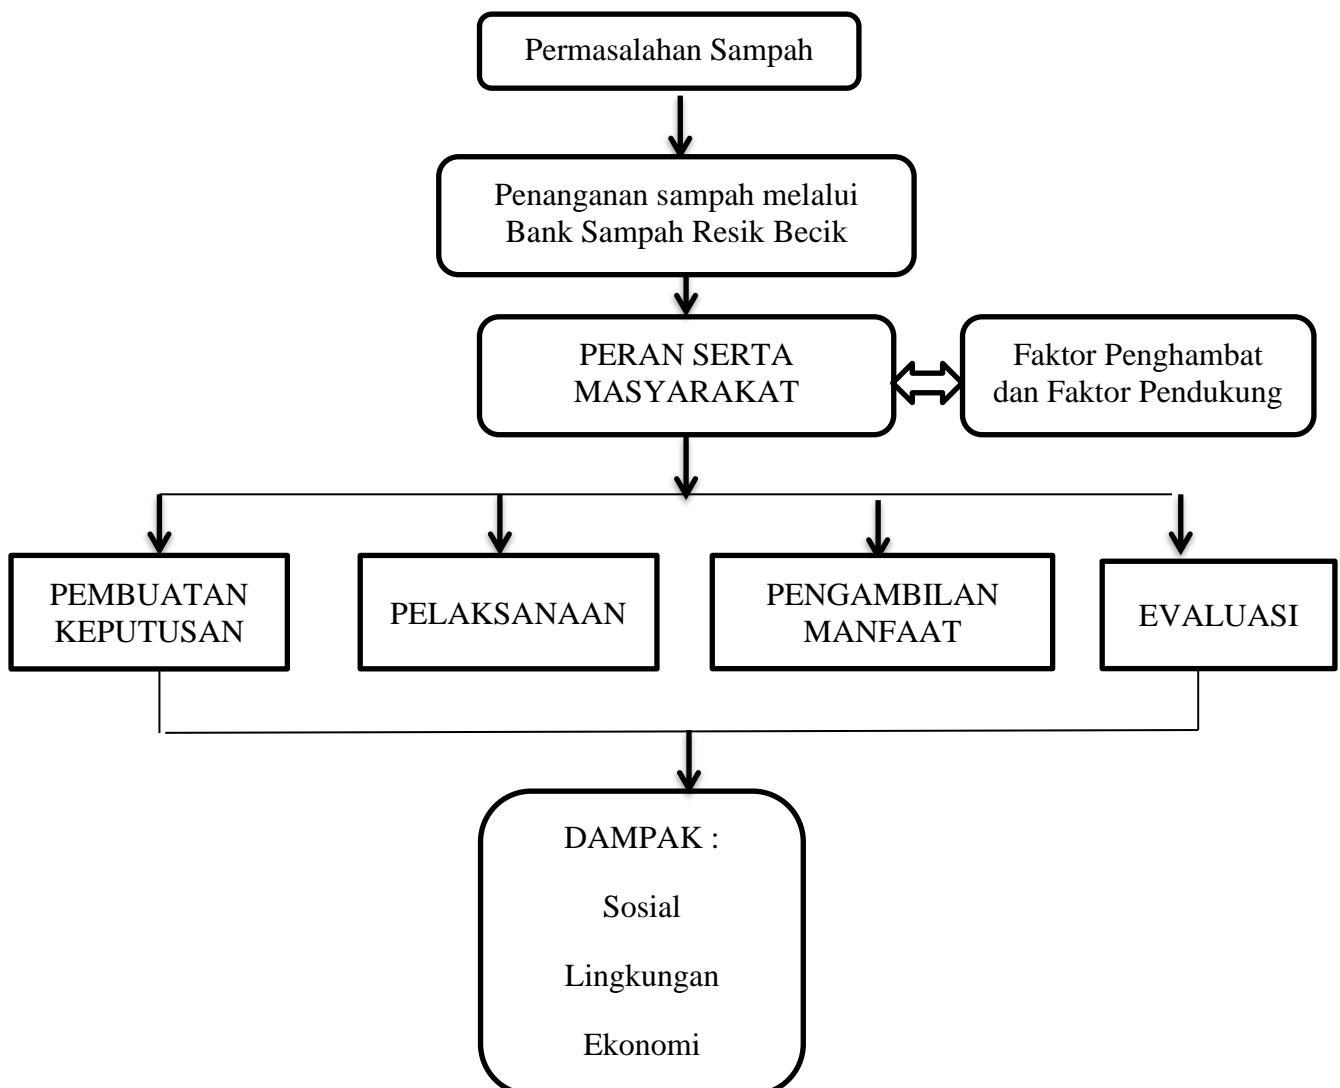 Permasalahan Sampah
Penanganan sampah melalui
Bank Sampah Resik Becik
PERAN SERTA
MASYARAKAT
Faktor Penghambat
dan Faktor Pendukung
PEMBUATAN
KEPUTUSAN
PELAKSANAAN
PENGAMBILAN
MANFAAT
EVALUASI
DAMPAK :
Sosial
Lingkungan
Ekonomi